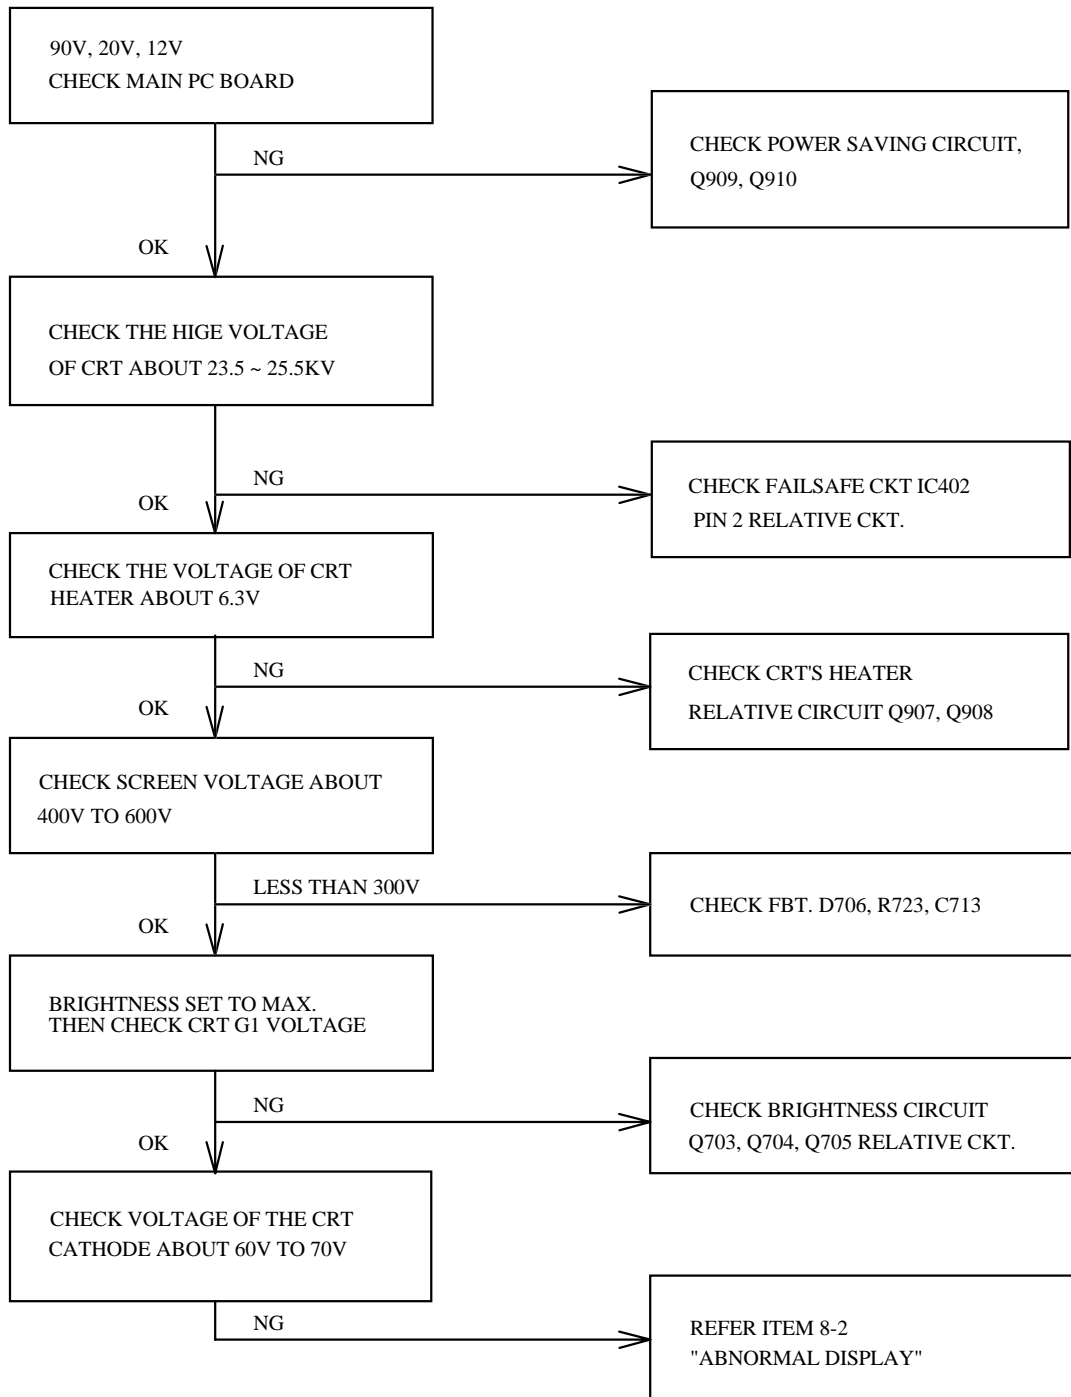 90V, 20V, 12V
CHECK MAIN PC BOARD
NG
CHECK POWER SAVING CIRCUIT,
Q909, Q910
OK
CHECK THE HIGE VOLTAGE
OF CRT ABOUT 23.5 ~ 25.5KV
NG
CHECK FAILSAFE CKT IC402
PIN 2 RELATIVE CKT.
OK
CHECK THE VOLTAGE OF CRT
HEATER ABOUT 6.3V
NG
CHECK CRT'S HEATER
RELATIVE CIRCUIT Q907, Q908
OK
CHECK SCREEN VOLTAGE ABOUT
400V TO 600V
LESS THAN 300V
CHECK FBT. D706, R723, C713
OK
BRIGHTNESS SET TO MAX.
THEN CHECK CRT G1 VOLTAGE
NG
CHECK BRIGHTNESS CIRCUIT
Q703, Q704, Q705 RELATIVE CKT.
OK
CHECK VOLTAGE OF THE CRT
CATHODE ABOUT 60V TO 70V
NG
REFER ITEM 8-2
"ABNORMAL DISPLAY"